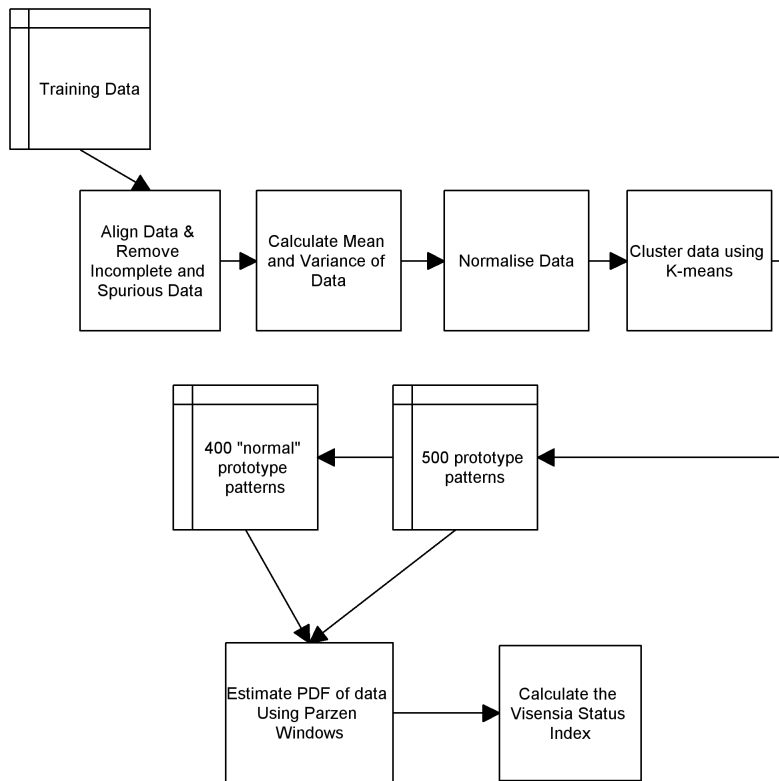 Training Data
Align Data &
Remove
Incomplete and
Spurious Data
Calculate Mean
and Variance of
Data
Normalise Data
Cluster data using
K-means
400 "normal"
prototype
patterns
500 prototype
patterns
Estimate PDF of data
Using Parzen
Windows
Calculate the
Visensia Status
Index